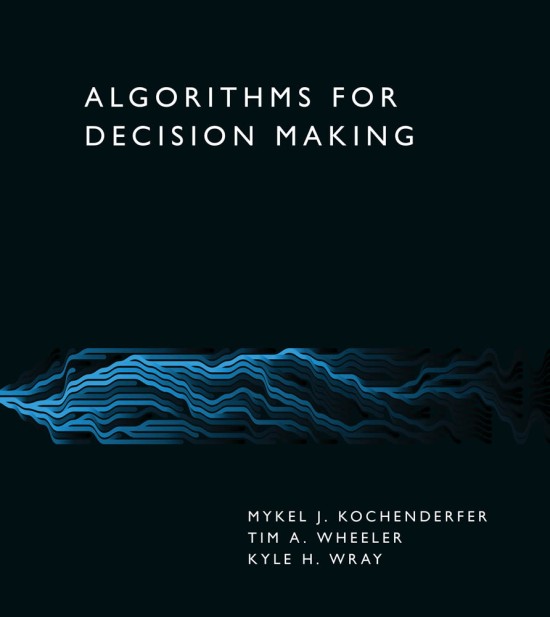 ALGORITHMS FOR
DECISION MAKING
MYKEL J. KOCHENDERFER
TIM A. WHEELER
KYLE H. WRAY